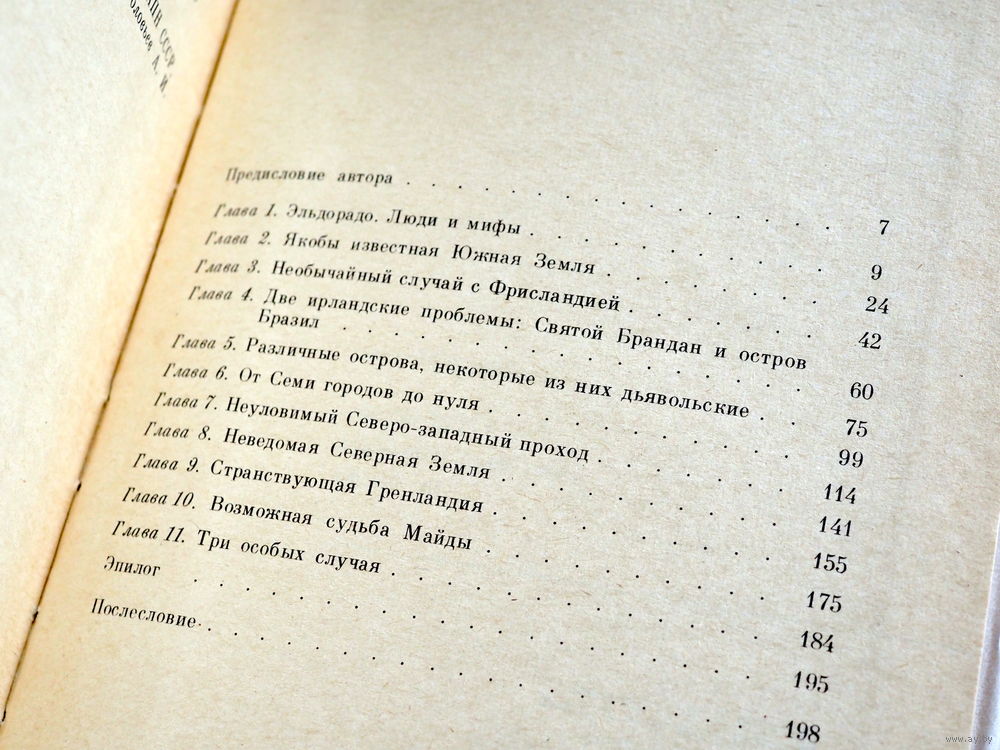 СССР
А. И.
Предисловие автора . . . . . . . . . . 7
Глава 1. Эльдорадо. Люди и мифы . . . . . . . 9
Глава 2. Якобы известная Южная Земля . . . . . . 24
Глава 3. Необычайный случай с Фрисландией . . . . . 42
Глава 4. Две ирландские проблемы: Святой Брандан и остров
Бразил . . . . . . . . . . . 60
Глава 5. Различные острова, некоторые из них дьявольские . . 75
Глава 6. От Семи городов до нуля . . . . . . . 99
Глава 7. Неуловимый Северо-западный проход . . . . . 114
Глава 8. Неведомая Северная Земля . . . . . . . 141
Глава 9. Странствующая Гренландия . . . . . . . 155
Глава 10. Возможная судьба Майды . . . . . . . 175
Глава 11. Три особых случая . . . . . . . . 184
Эпилог . . . . . . . . . . . . 195
Послесловие . . . . . . . . . . . . 198
www.ay.by